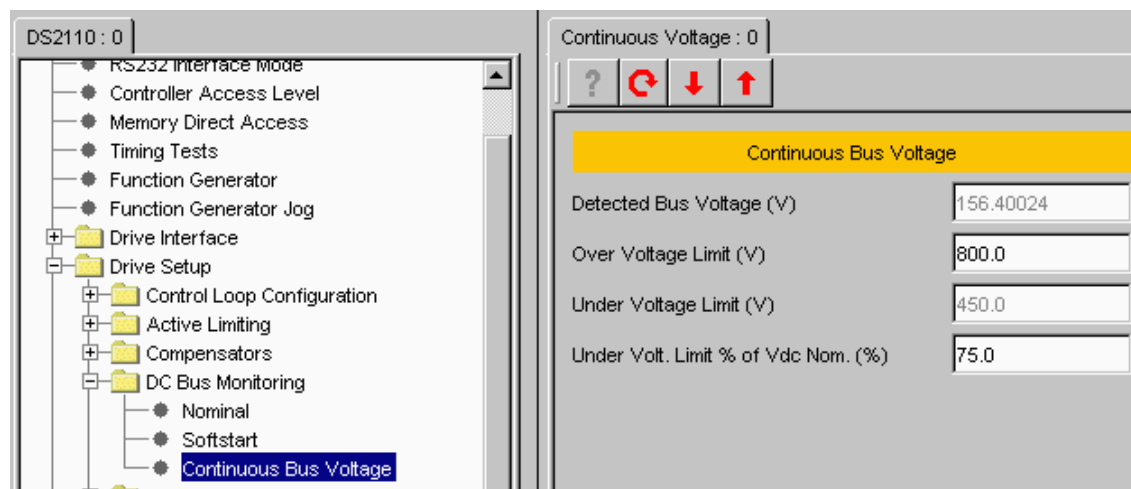 DS2110 : 0
RS232 Interface Mode
Controller Access Level
Memory Direct Access
Timing Tests
Function Generator
Function Generator Jog
Drive Interface
Drive Setup
Control Loop Configuration
Active Limiting
Compensators
DC Bus Monitoring
Nominal
Softstart
Continuous Bus Voltage
Continuous Voltage : 0
?
Continuous Bus Voltage
Detected Bus Voltage (V) 156.40024
Over Voltage Limit (V) 800.0
Under Voltage Limit (V) 450.0
Under Volt. Limit % of Vdc Nom. (%) 75.0